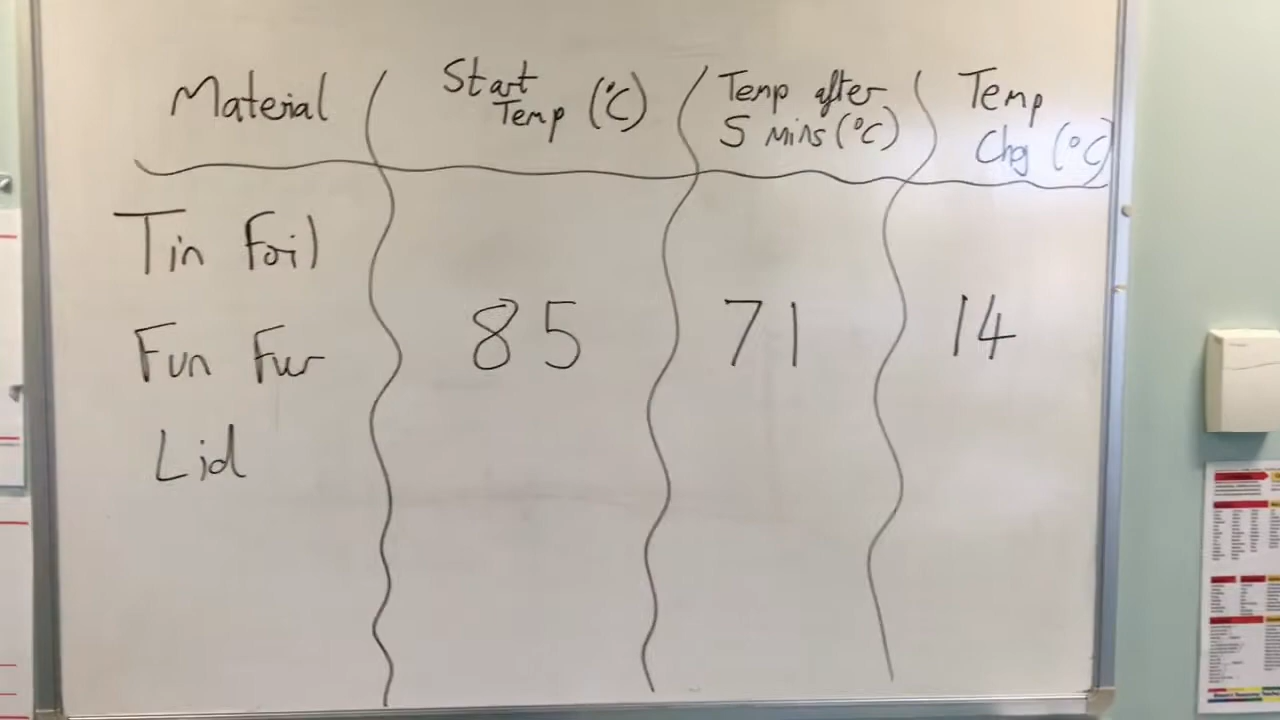 Material
Start
Temp (°C)
Temp after
5 Mins (°C)
Temp
Chg (°C)
Tin Foil
Fun Fur
85
71
14
Lid